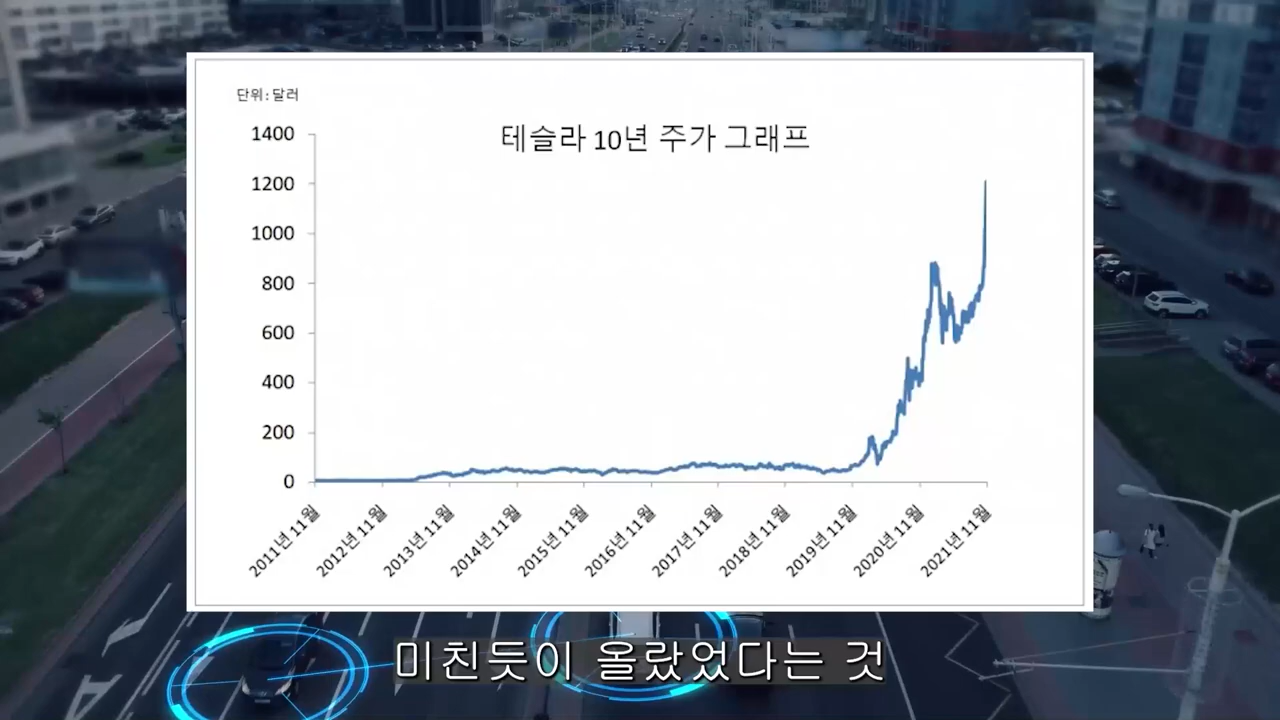 단위:달러
테슬라 10년 주가 그래프
1400
1200
1000
800
600
400
200
0
2011년 11월
2012년 11월
2013년 11월
2014년 11월
2015년 11월
2016년 11월
2017년 11월
2018년 11월
2019년 11월
2020년 11월
2021년 11월
미친듯이 올랐었다는 것